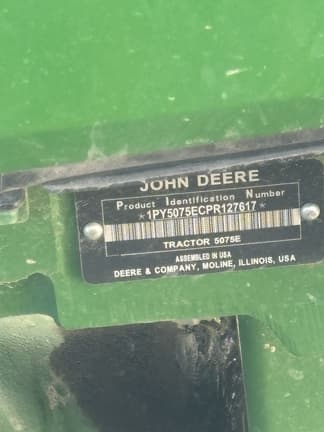 JOHN DEERE
Product Identification Number
*1PY5075ECPR127617*
TRACTOR 5075E
ASSEMBLED IN USA
DEERE & COMPANY, MOLINE, ILLINOIS, USA